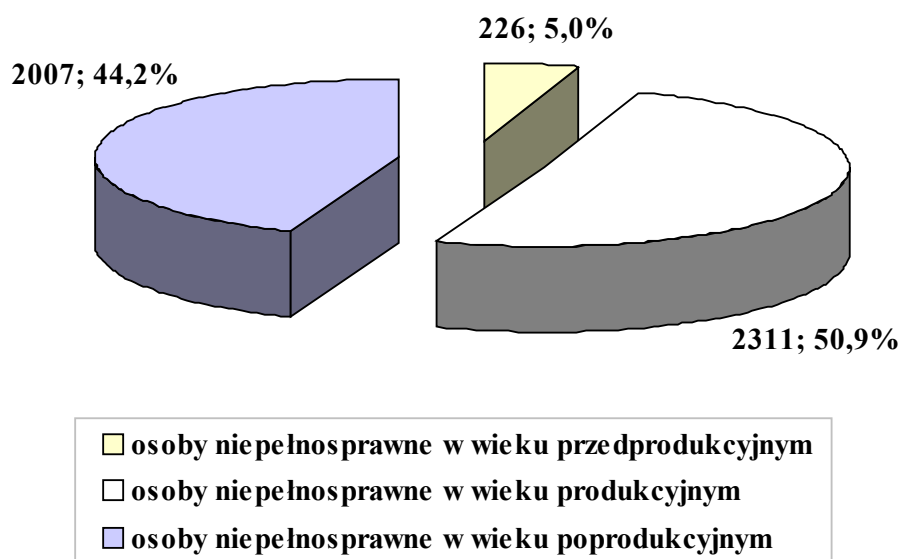 226; 5,0%
2007; 44,2%
2311; 50,9%
osoby niepełnosprawne w wieku przedprodukcyjnym
osoby niepełnosprawne w wieku produkcyjnym
osoby niepełnosprawne w wieku poprodukcyjnym